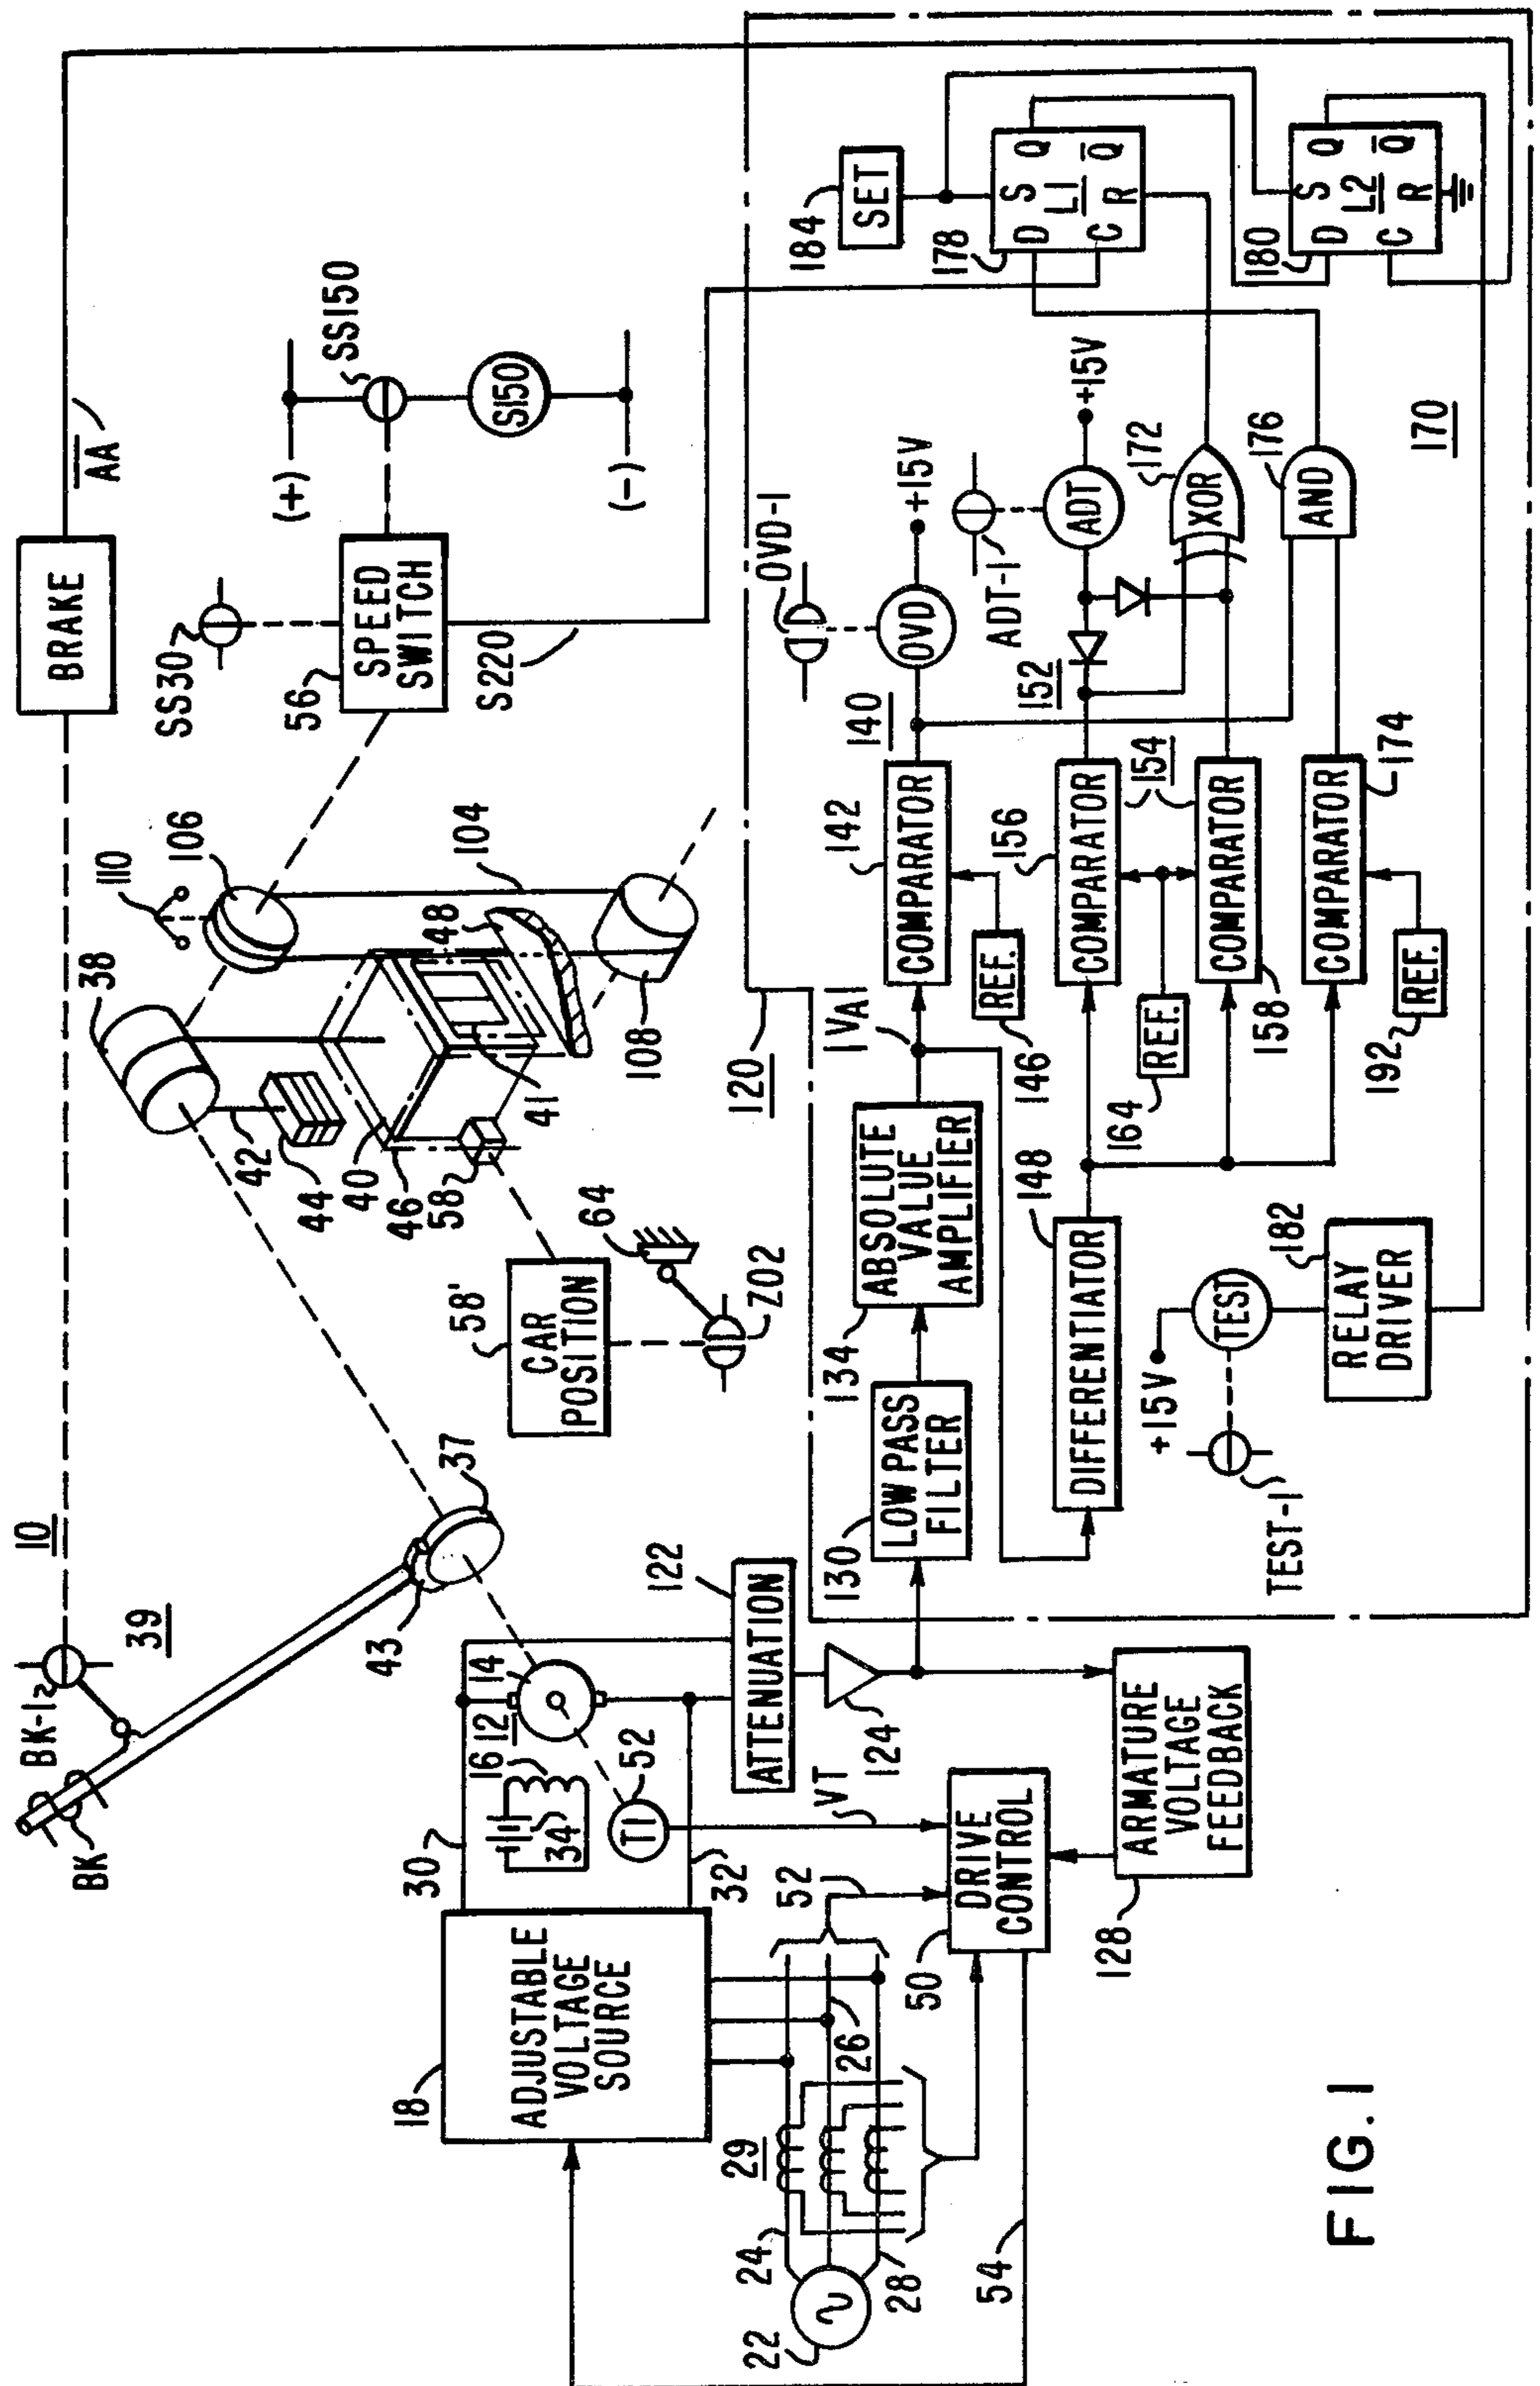 10
BK
BK-1
39
43
37
BRAKE
AA
38
42
44
40
46
58
41
48
110
106
104
108
SS30
56
SPEED
SWITCH
S220
(+)
SS150
S150
(-)
58'
CAR
POSITION
64
Z02
18
ADJUSTABLE
VOLTAGE
SOURCE
30
32
16
12
14
34
T1
52
VT
22
24
26
28
29
52
50
DRIVE
CONTROL
54
122
ATTENUATION
124
128
ARMATURE
VOLTAGE
FEEDBACK
120
130
LOW PASS
FILTER
134
ABSOLUTE
VALUE
AMPLIFIER
|VA|
142
COMPARATOR
140
REF.
146
OVD
OVD-1
+15V
148
DIFFERENTIATOR
156
COMPARATOR
152
154
REF.
164
COMPARATOR
158
ADT
ADT-1
+15V
XOR
172
COMPARATOR
174
REF.
192
AND
176
170
184
SET
178
D S Q
L1
C R Q̅
180
D S Q
L2
C R Q̅
+15V
TEST
TEST-1
182
RELAY
DRIVER
FIG. 1